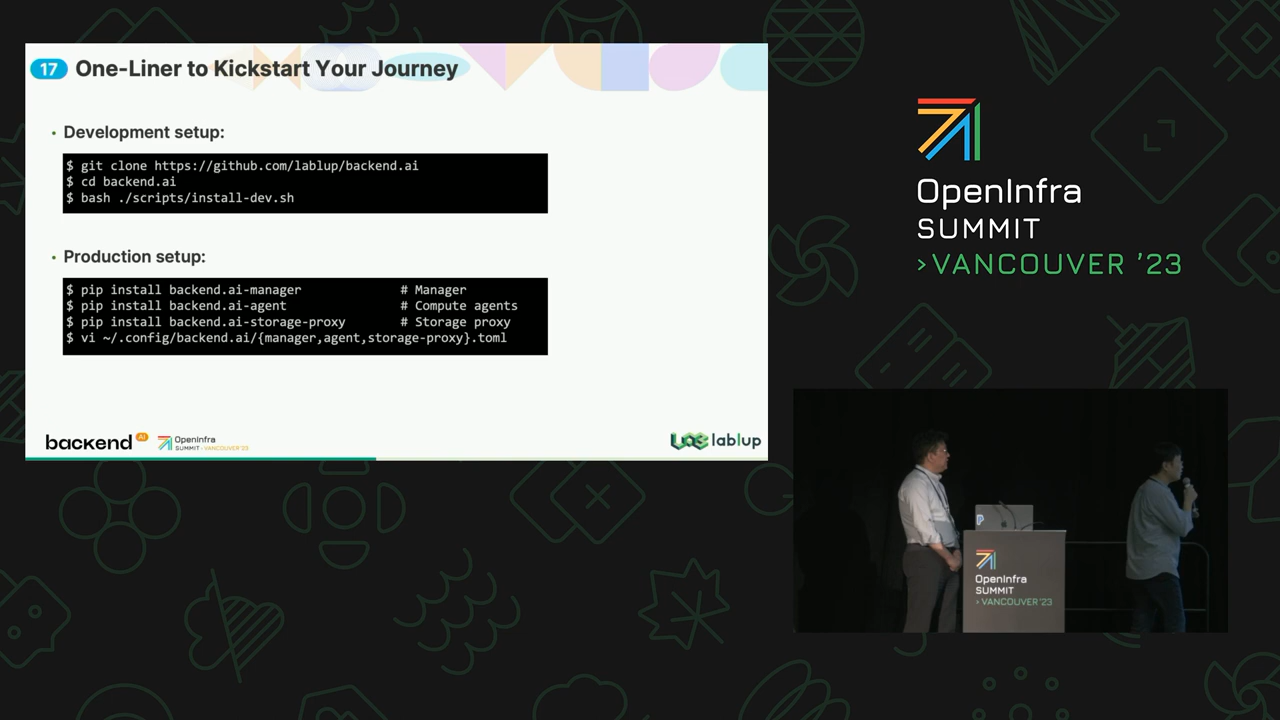 17 One-Liner to Kickstart Your Journey
• Development setup:
$ git clone https://github.com/lablup/backend.ai
$ cd backend.ai
$ bash ./scripts/install-dev.sh
• Production setup:
$ pip install backend.ai-manager # Manager
$ pip install backend.ai-agent # Compute agents
$ pip install backend.ai-storage-proxy # Storage proxy
$ vi ~/.config/backend.ai/{manager,agent,storage-proxy}.toml
backend AI
OpenInfra
SUMMIT > VANCOUVER '23
lablup
OpenInfra
SUMMIT
>VANCOUVER '23
OpenInfra
SUMMIT
> VANCOUVER '23